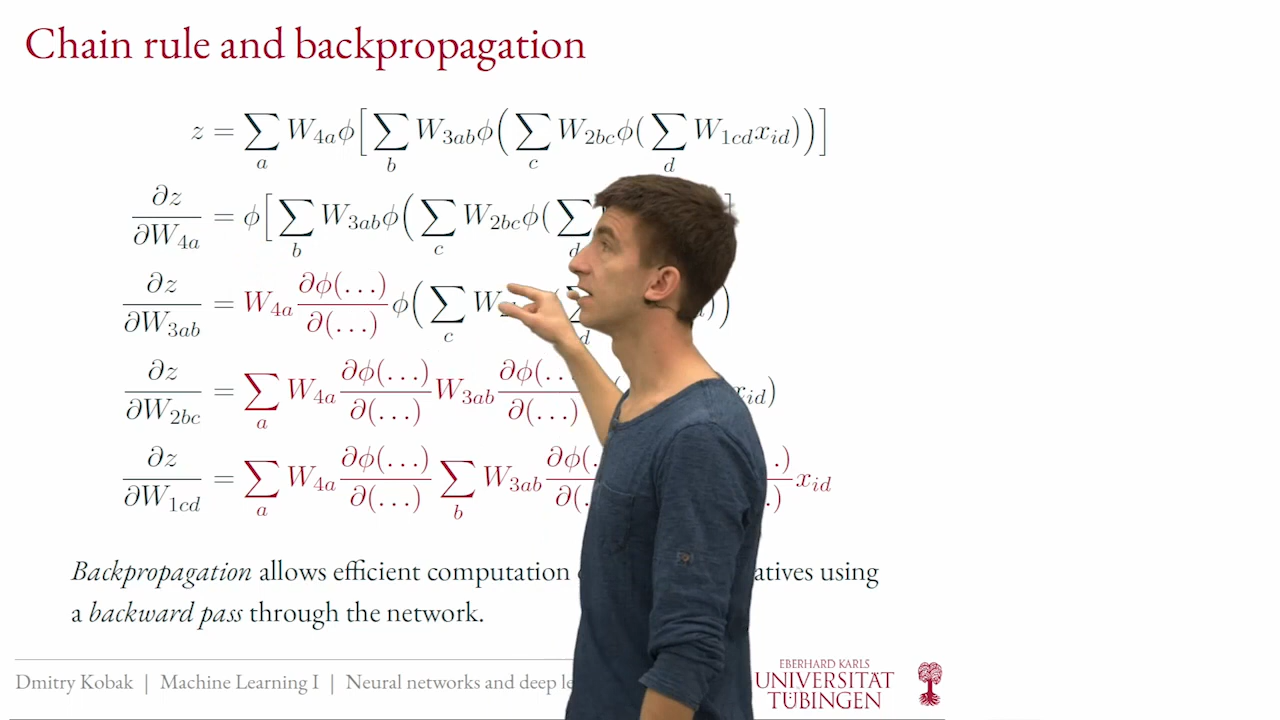 Chain rule and backpropagation
z = ∑_a W_{4a} ϕ[ ∑_b W_{3ab} ϕ( ∑_c W_{2bc} ϕ( ∑_d W_{1cd} x_{id} ) ) ]
∂z/∂W_{4a} = ϕ[ ∑_b W_{3ab} ϕ( ∑_c W_{2bc} ϕ( ∑_d ]
∂z/∂W_{3ab} = W_{4a} ∂ϕ(...)/∂(...) ϕ( ∑_c ) )
∂z/∂W_{2bc} = ∑_a W_{4a} ∂ϕ(...)/∂(...) W_{3ab} x_{id} )
∂z/∂W_{1cd} = ∑_a W_{4a} ∂ϕ(...)/∂(...) ∑_b W_{3ab} x_{id}
Backpropagation allows efficient computation using
a backward pass through the network.
Dmitry Kobak | Machine Learning I | Neural networks and deep
EBERHARD KARLS
UNIVERSITÄT
TÜBINGEN